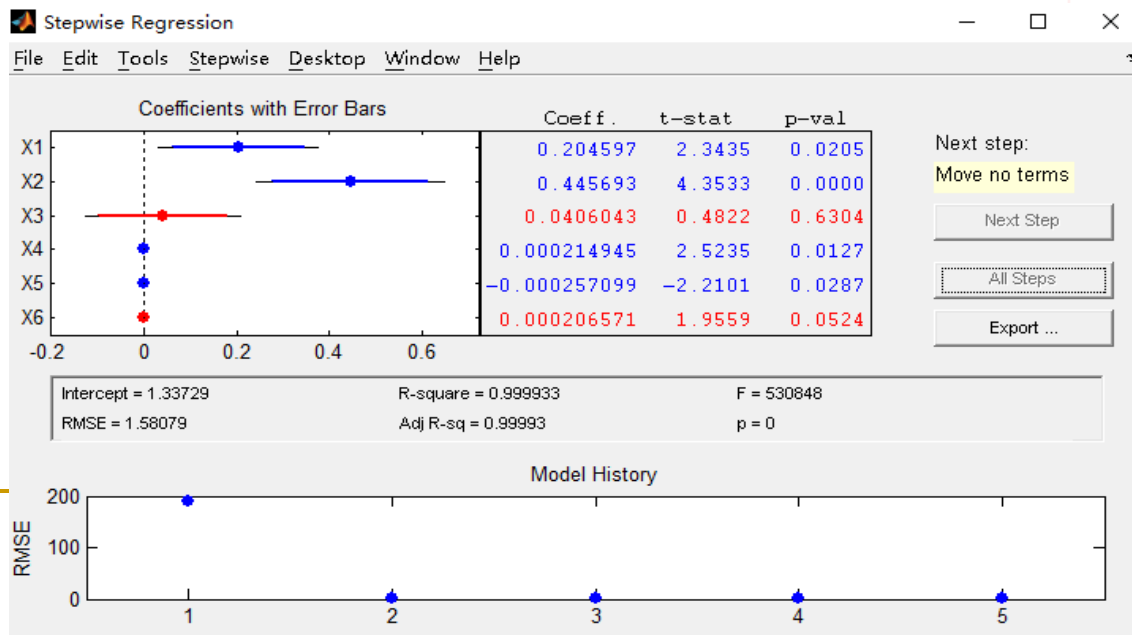 Stepwise Regression
File Edit Tools Stepwise Desktop Window Help
Coefficients with Error Bars
Coeff. t-stat p-val
X1 0.204597 2.3435 0.0205
X2 0.445693 4.3533 0.0000
X3 0.0406043 0.4822 0.6304
X4 0.000214945 2.5235 0.0127
X5 -0.000257099 -2.2101 0.0287
X6 0.000206571 1.9559 0.0524
-0.2 0 0.2 0.4 0.6
Next step:
Move no terms
Next Step
All Steps
Export ...
Intercept = 1.33729 R-square = 0.999933 F = 530848
RMSE = 1.58079 Adj R-sq = 0.99993 p = 0
Model History
RMSE
200
100
0
1 2 3 4 5